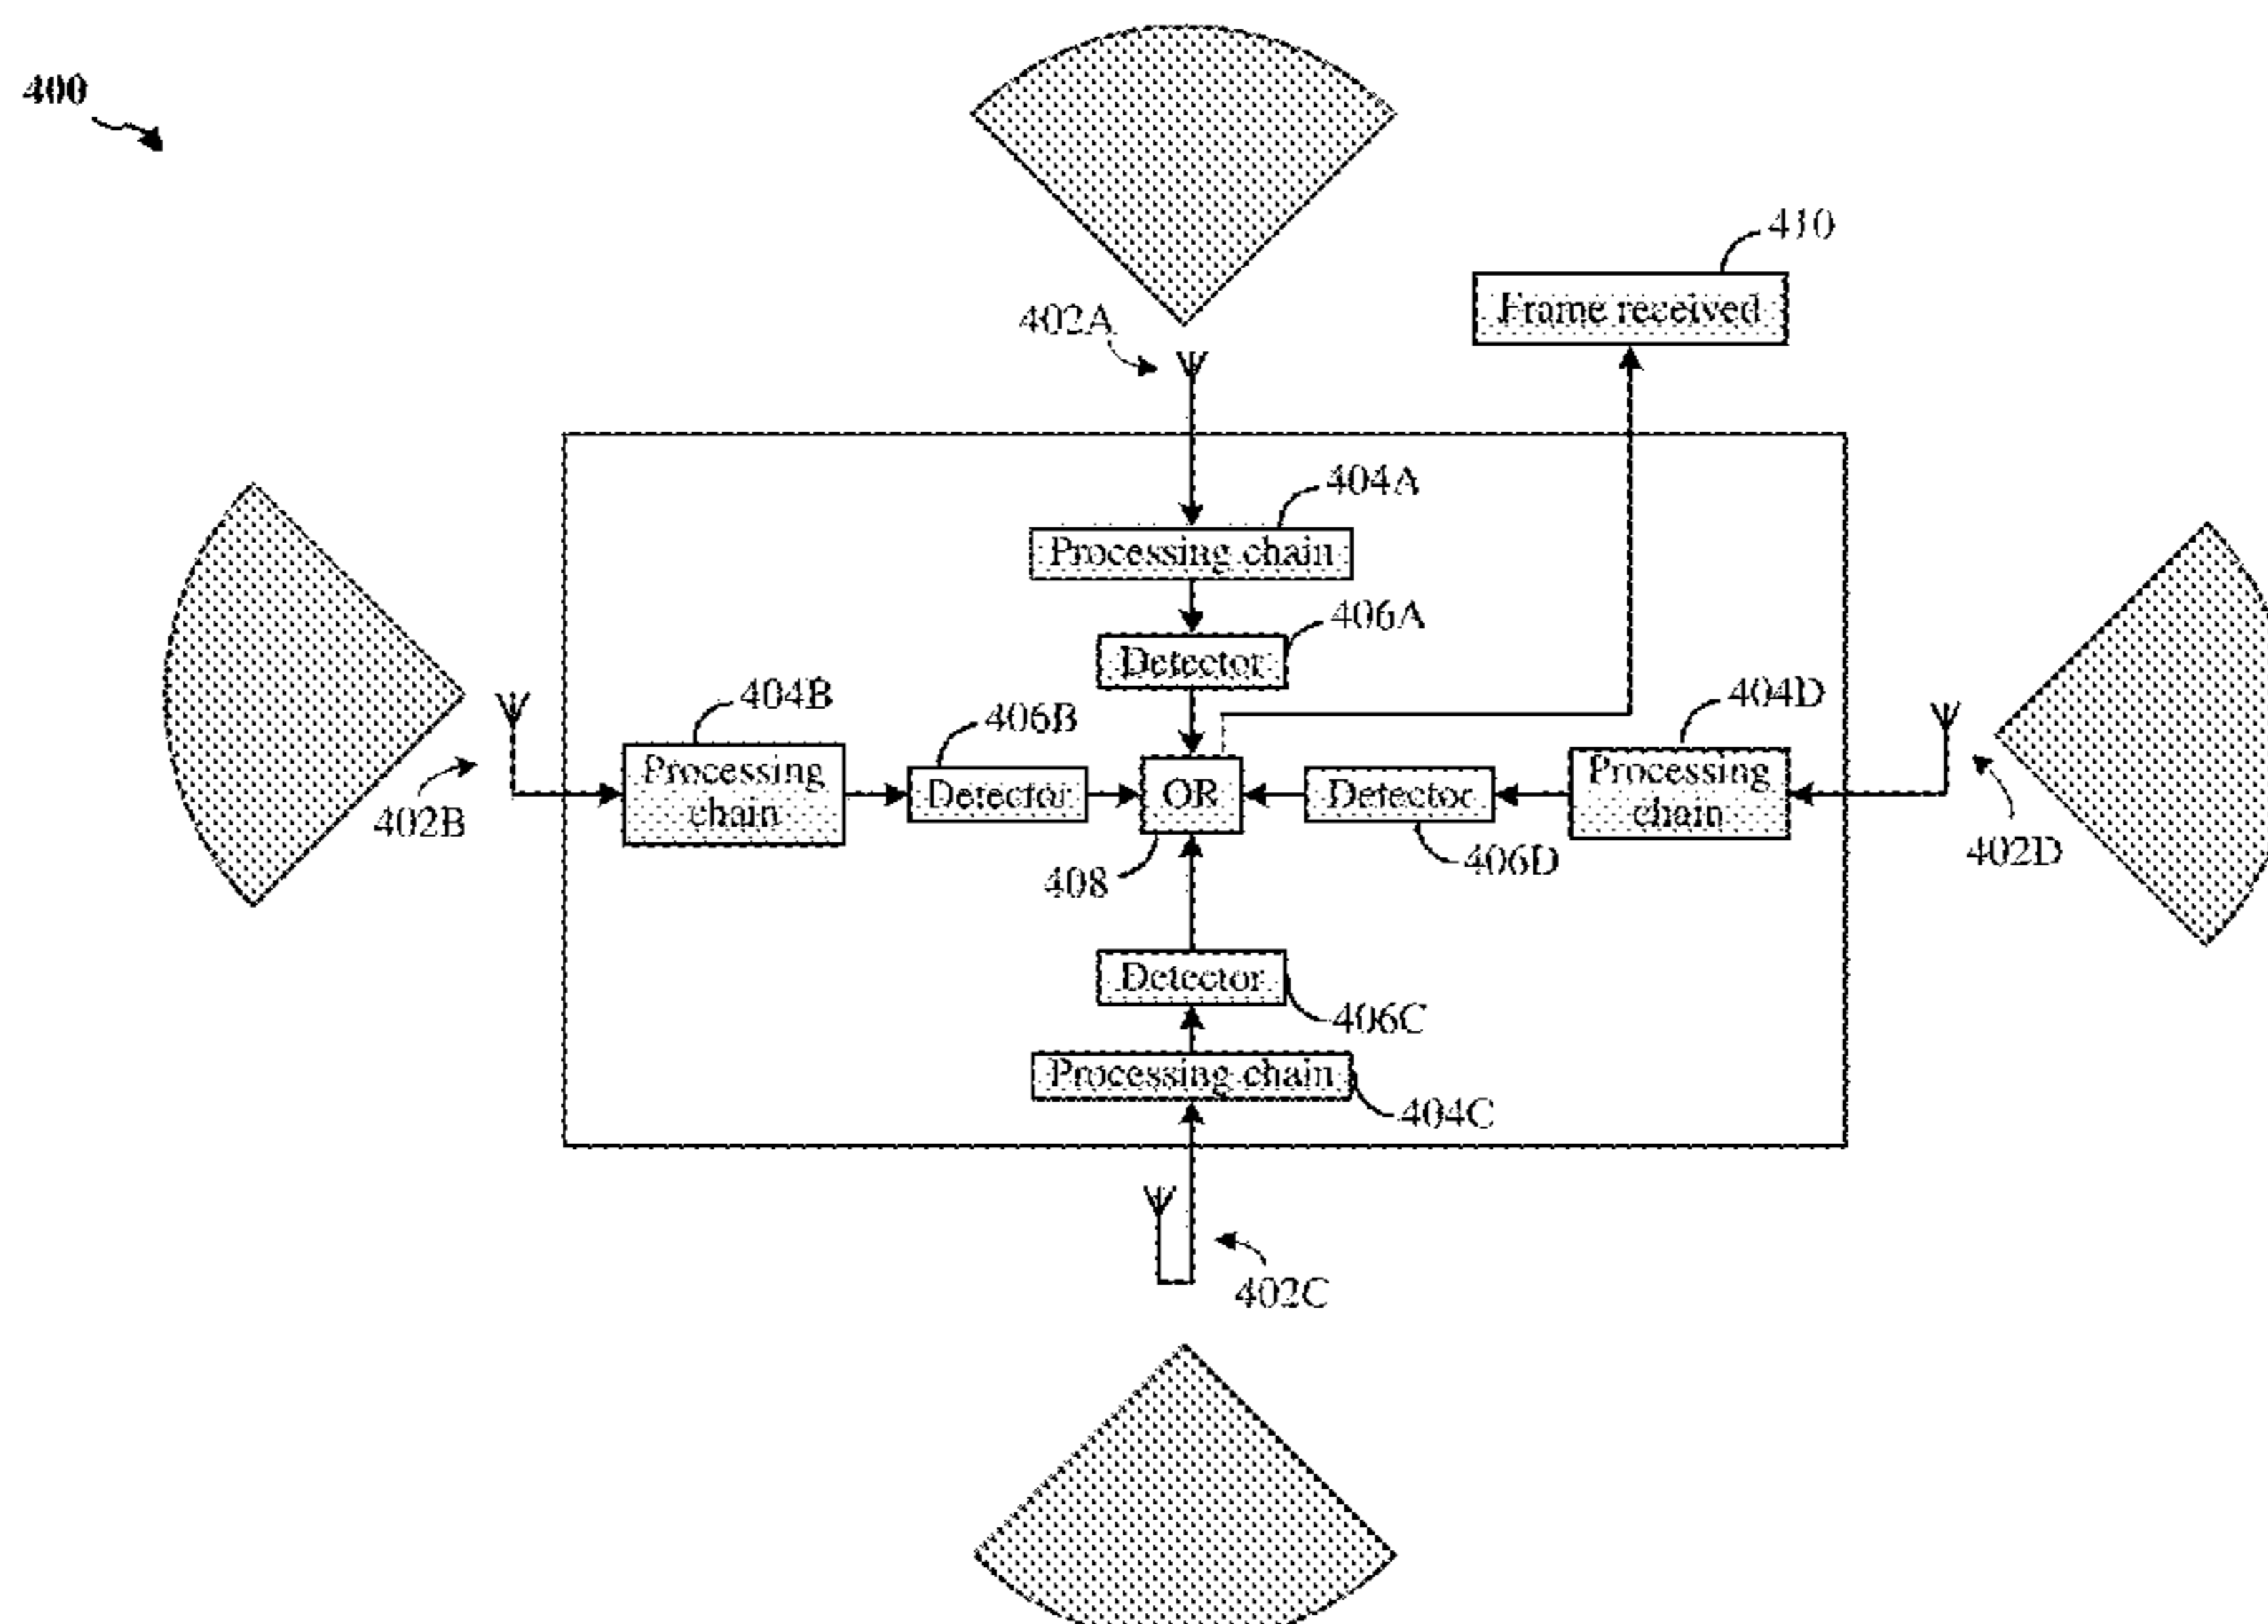 400
410
Frame received
402A
404A
Processing chain
406A
Detector
404B
406B
404D
Processing
chain
Detector
OR
Detector
Processing
chain
402B
408
406D
402D
Detector
406C
Processing chain
404C
402C